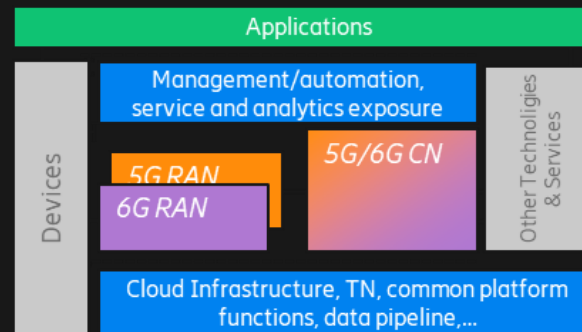 Applications
Management/automation,
service and analytics exposure
Devices
5G RAN
6G RAN
5G/6G CN
Other Technoligies
& Services
Cloud Infrastructure, TN, common platform
functions, data pipeline,...